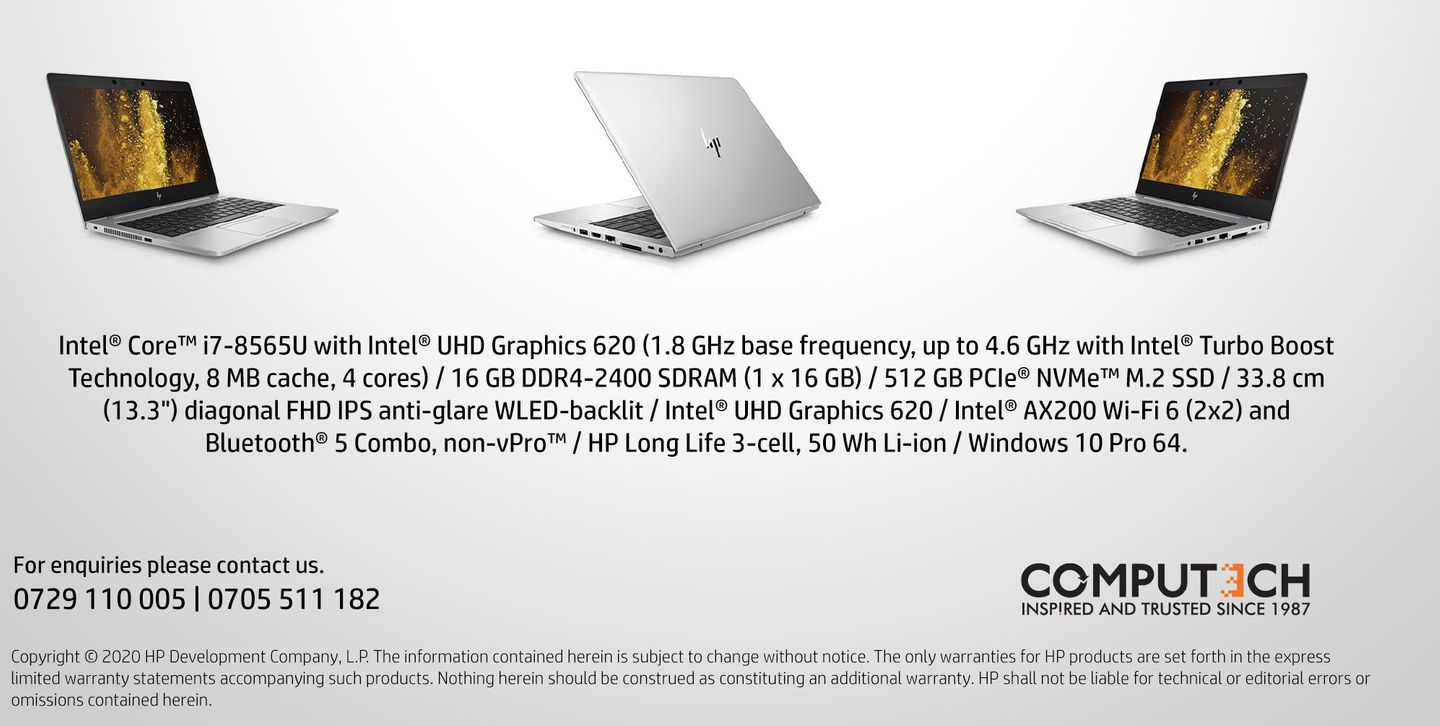 Intel® Core™ i7-8565U with Intel® UHD Graphics 620 (1.8 GHz base frequency, up to 4.6 GHz with Intel® Turbo Boost
Technology, 8 MB cache, 4 cores) / 16 GB DDR4-2400 SDRAM (1 x 16 GB) / 512 GB PCIe® NVMe™ M.2 SSD / 33.8 cm
(13.3") diagonal FHD IPS anti-glare WLED-backlit / Intel® UHD Graphics 620 / Intel® AX200 Wi-Fi 6 (2x2) and
Bluetooth® 5 Combo, non-vPro™ / HP Long Life 3-cell, 50 Wh Li-ion / Windows 10 Pro 64.
For enquiries please contact us.
0729 110 005 | 0705 511 182
COMPUTECH
INSPIRED AND TRUSTED SINCE 1987
Copyright © 2020 HP Development Company, L.P. The information contained herein is subject to change without notice. The only warranties for HP products are set forth in the express
limited warranty statements accompanying such products. Nothing herein should be construed as constituting an additional warranty. HP shall not be liable for technical or editorial errors or
omissions contained herein.